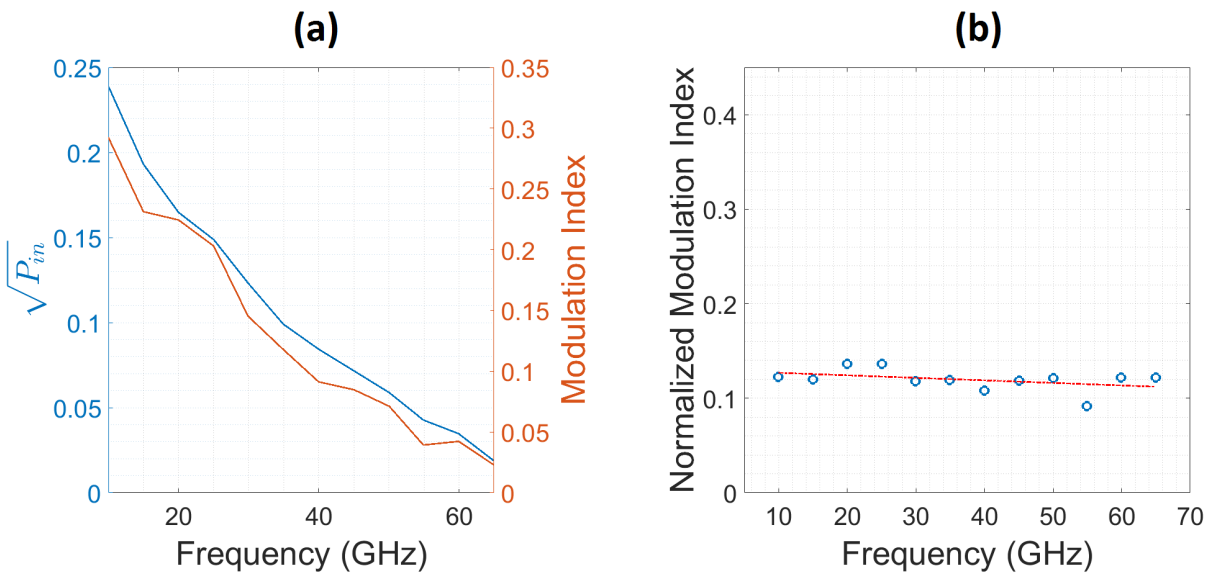 (a)
0.25
0.2
0.15
0.1
0.05
0
√P_in
0.35
0.3
0.25
0.2
0.15
0.1
0.05
0
Modulation Index
20 40 60
Frequency (GHz)
(b)
Normalized Modulation Index
0.4
0.3
0.2
0.1
0
10 20 30 40 50 60 70
Frequency (GHz)